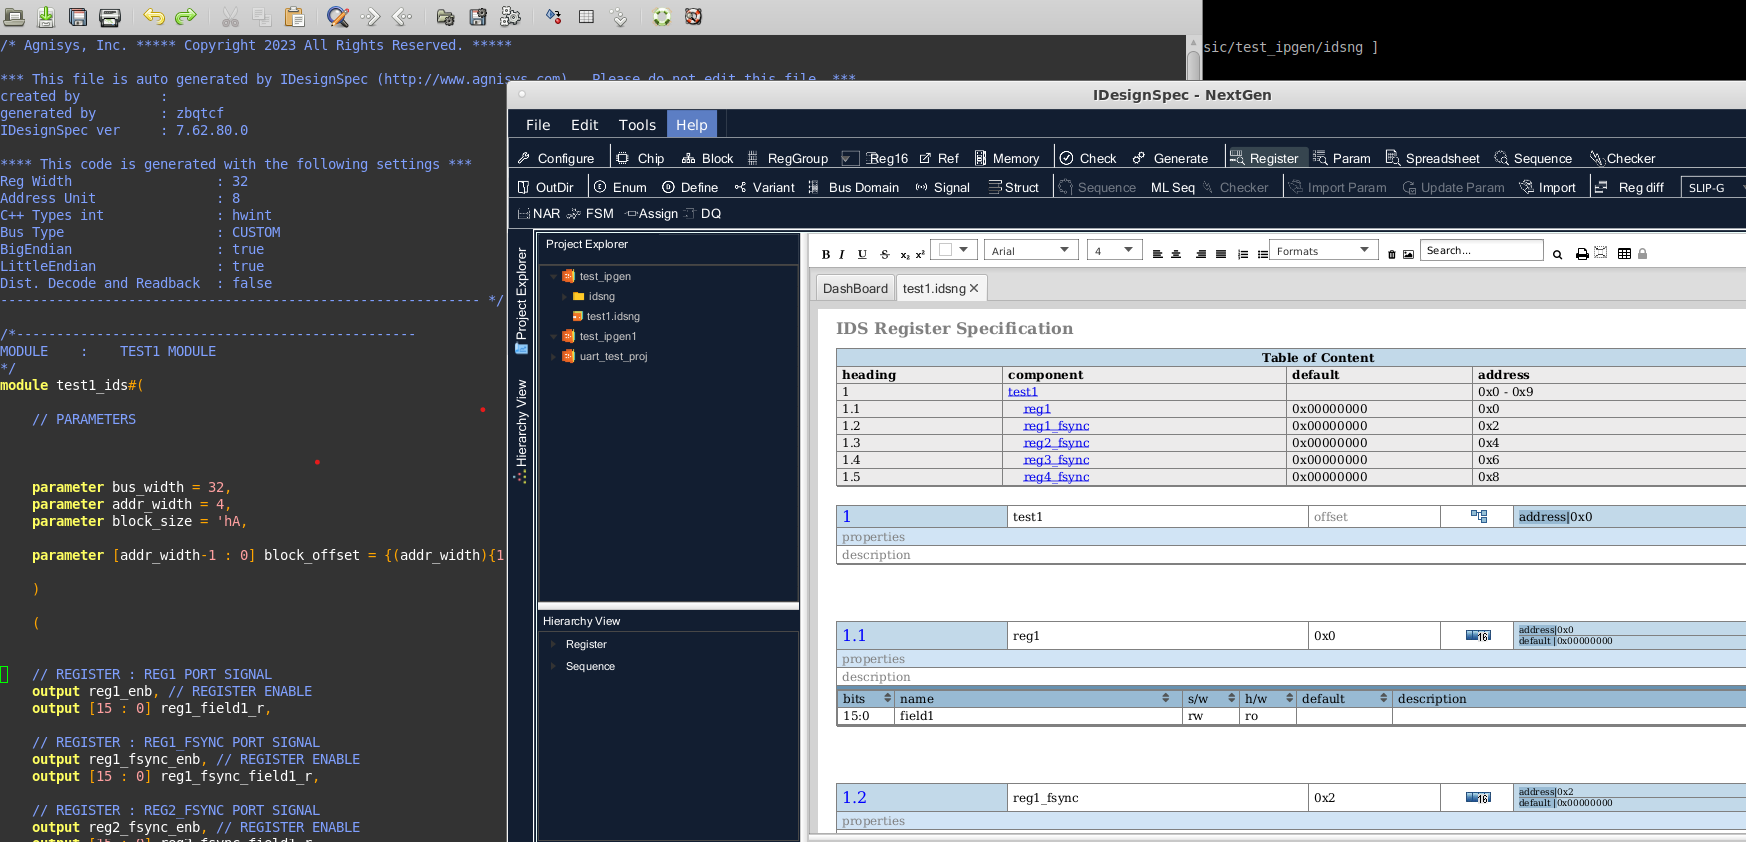 /* Agnisys, Inc. ***** Copyright 2023 All Rights Reserved. *****
*** This file is auto generated by IDesignSpec (http://www.agnisys.com). Please do not edit this file. ***
created by :
generated by : zbqtcf
IDesignSpec ver : 7.62.80.0
**** This code is generated with the following settings ***
Reg Width : 32
Address Unit : 8
C++ Types int : hwint
Bus Type : CUSTOM
BigEndian : true
LittleEndian : true
Dist. Decode and Readback : false
---------------------------------------------------------- */
/*--------------------------------------------------
MODULE : TEST1 MODULE
*/
module test1_ids#(
// PARAMETERS
parameter bus_width = 32,
parameter addr_width = 4,
parameter block_size = 'hA,
parameter [addr_width-1 : 0] block_offset = {(addr_width){1
)
(
// REGISTER : REG1 PORT SIGNAL
output reg1_enb, // REGISTER ENABLE
output [15 : 0] reg1_field1_r,
// REGISTER : REG1_FSYNC PORT SIGNAL
output reg1_fsync_enb, // REGISTER ENABLE
output [15 : 0] reg1_fsync_field1_r,
// REGISTER : REG2_FSYNC PORT SIGNAL
output reg2_fsync_enb, // REGISTER ENABLE
sic/test_ipgen/idsng ]
IDesignSpec - NextGen
File Edit Tools Help
Configure Chip Block RegGroup Reg16 Ref Memory Check Generate Register Param Spreadsheet Sequence Checker
OutDir Enum Define Variant Bus Domain Signal Struct Sequence ML Seq Checker Import Param Update Param Import Reg diff SLIP-G
NAR FSM Assign DQ
Project Explorer
Hierarchy View
Project Explorer
test_ipgen
idsng
test1.idsng
test_ipgen1
uart_test_proj
Hierarchy View
Register
Sequence
B I U S x₂ x² Arial 4 Formats Search...
DashBoard test1.idsng
IDS Register Specification
Table of Content
heading component default address
1 test1 0x0 - 0x9
1.1 reg1 0x00000000 0x0
1.2 reg1_fsync 0x00000000 0x2
1.3 reg2_fsync 0x00000000 0x4
1.4 reg3_fsync 0x00000000 0x6
1.5 reg4_fsync 0x00000000 0x8
1 test1 offset address|0x0
properties
description
1.1 reg1 0x0 16 address|0x0
default |0x00000000
properties
description
bits name s/w h/w default description
15:0 field1 rw ro
1.2 reg1_fsync 0x2 16 address|0x2
default |0x00000000
properties